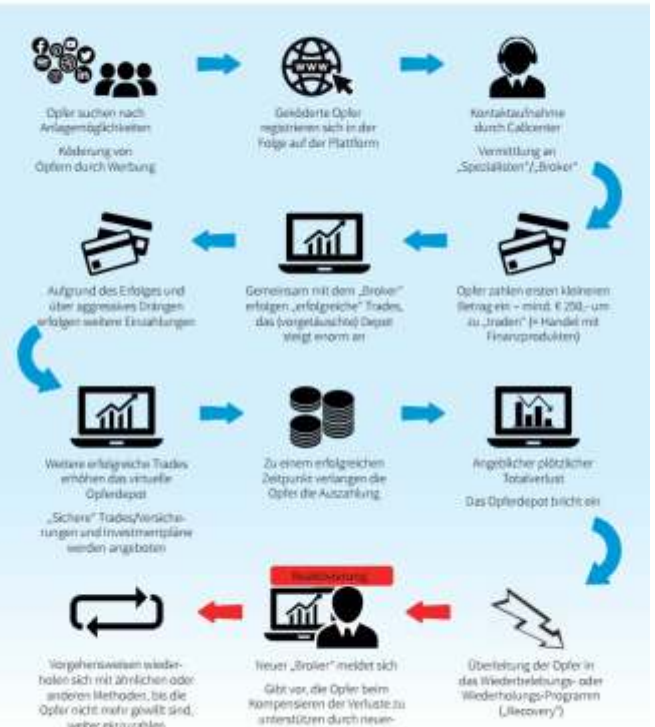 Opfer suchen nach
Anlagemöglichkeiten
Köderung von
Opfern durch Werbung
www
Geköderte Opfer
registrieren sich in der
Folge auf der Plattform
Kontaktaufnahme
durch Callcenter
Vermittlung an
„Spezialisten“/„Broker“
Opfer zahlen ersten kleineren
Betrag ein – mind. € 250,- um
zu „traden“ (= Handel mit
Finanzprodukten)
Gemeinsam mit dem „Broker“
erfolgen „erfolgreiche“ Trades,
das (vorgetäuschte) Depot
steigt enorm an
Aufgrund des Erfolges und
über aggressives Drängen
erfolgen weitere Einzahlungen
Weitere erfolgreiche Trades
erhöhen das virtuelle
Opferdepot
„Sichere“ Trades/Versiche-
rungen und Investmentpläne
werden angeboten
Zu einem erfolgreichen
Zeitpunkt verlangen die
Opfer die Auszahlung
Angeblicher plötzlicher
Totalverlust
Das Opferdepot bricht ein
Überleitung der Opfer in
das Wiederbelebungs- oder
Wiederholungs-Programm
(„Recovery“)
Neuer „Broker“ meldet sich
Gibt vor, die Opfer beim
Kompensieren der Verluste zu
unterstützen durch neuer-
Vorgehensweisen wieder-
holen sich mit ähnlichen oder
anderen Methoden, bis die
Opfer nicht mehr gewillt sind,
weiter einzuzahlen